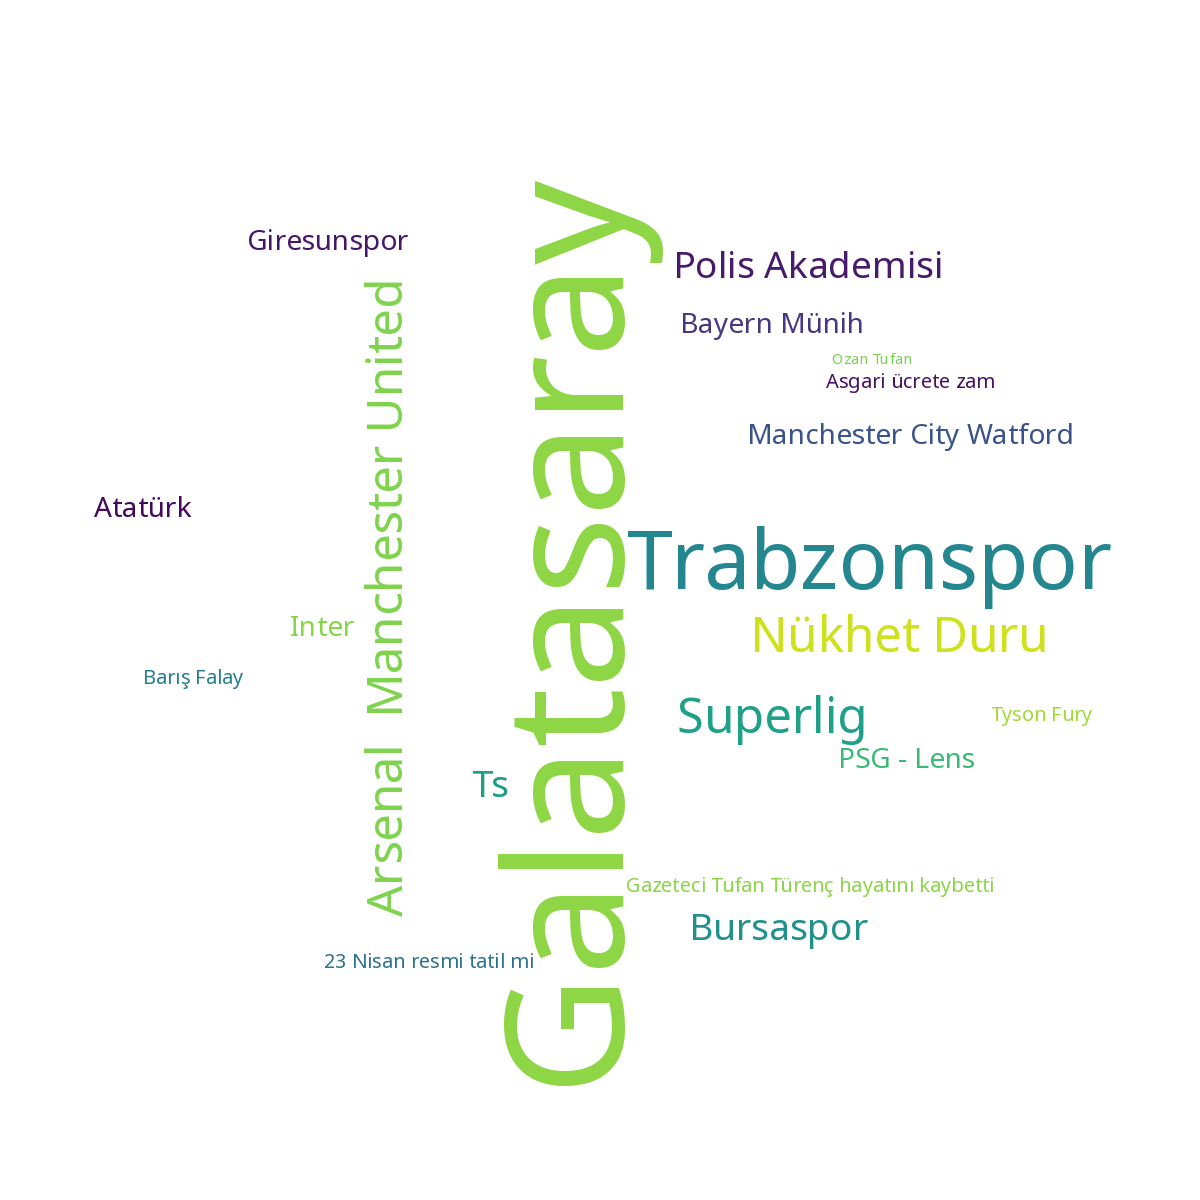 Galatasaray
Giresunspor
Polis Akademisi
Bayern Münih
Ozan Tufan
Asgari ücrete zam
Manchester City Watford
Arsenal Manchester United
Atatürk
Trabzonspor
Inter
Nükhet Duru
Barış Falay
Superlig
Tyson Fury
PSG - Lens
Ts
Gazeteci Tufan Türenç hayatını kaybetti
Bursaspor
23 Nisan resmi tatil mi